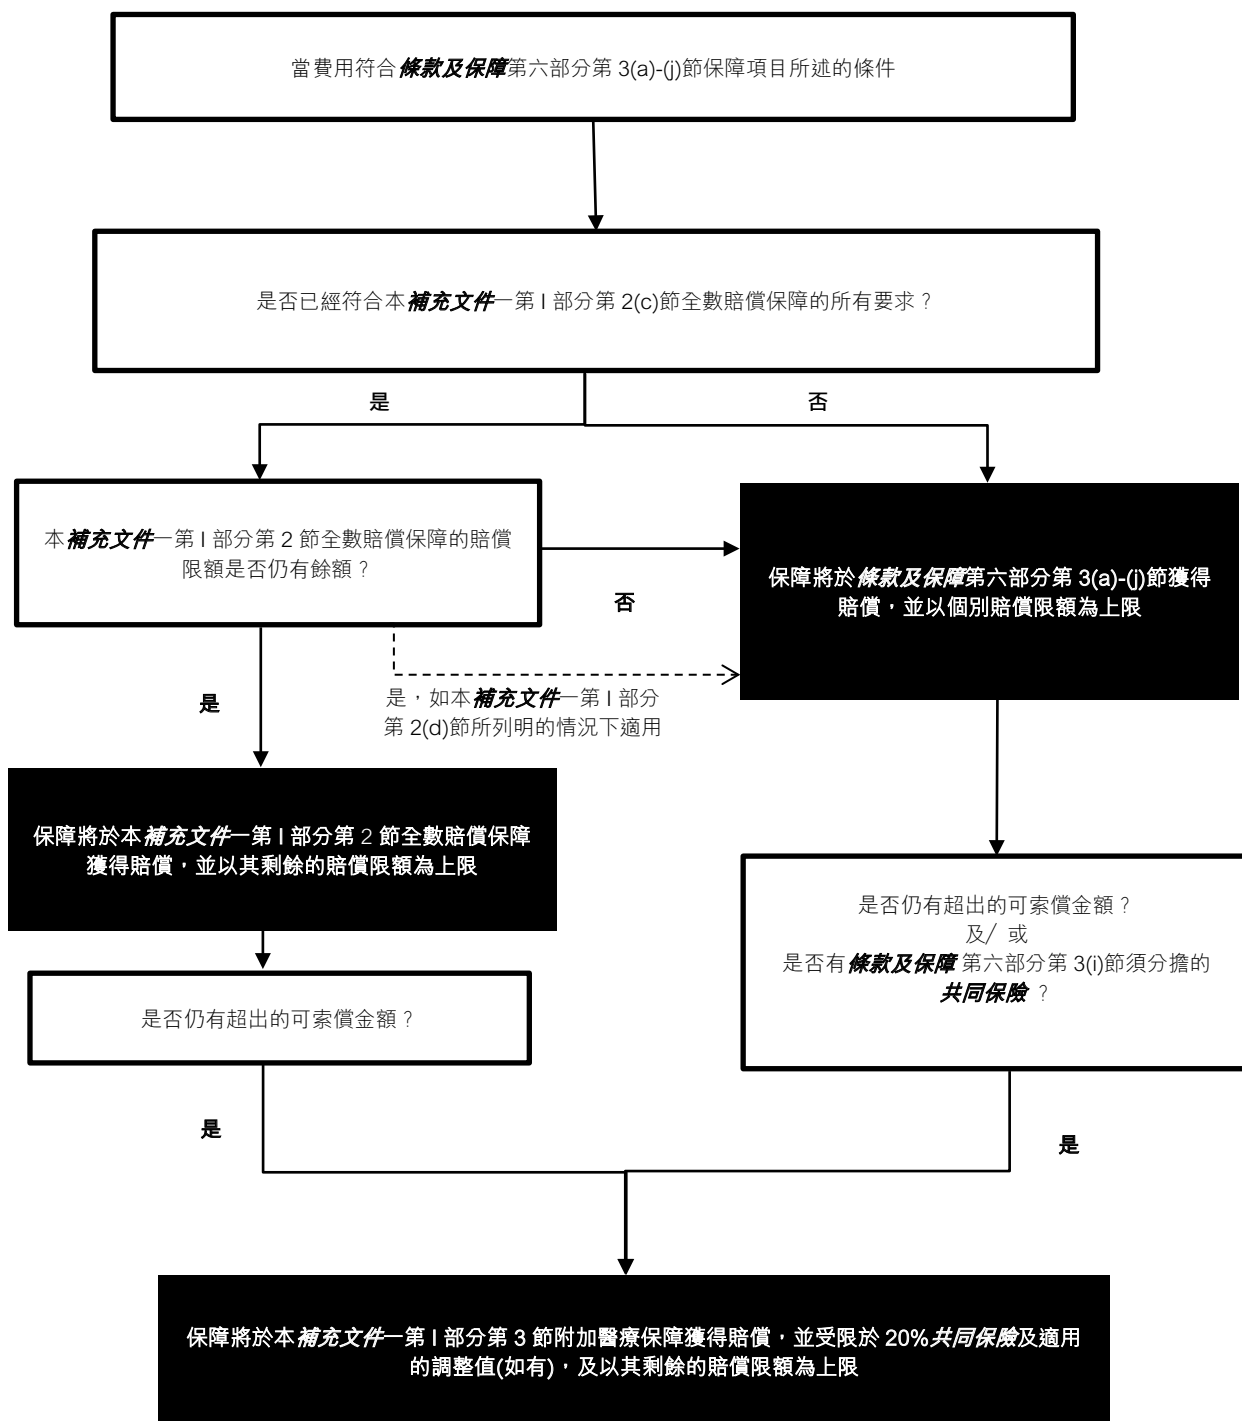 當費用符合條款及保障第六部分第 3(a)-(j)節保障項目所述的條件
是否已經符合本補充文件—第 I 部分第 2(c)節全數賠償保障的所有要求？
是
否
本補充文件—第 I 部分第 2 節全數賠償保障的賠償
限額是否仍有餘額？
否
保障將於條款及保障第六部分第 3(a)-(j)節獲得
賠償，並以個別賠償限額為上限
是
是，如本補充文件—第 I 部分
第 2(d)節所列明的情況下適用
保障將於本補充文件—第 I 部分第 2 節全數賠償保障
獲得賠償，並以其剩餘的賠償限額為上限
是否仍有超出的可索償金額？
及/ 或
是否有條款及保障 第六部分第 3(i)節須分擔的
共同保險 ？
是否仍有超出的可索償金額？
是
是
保障將於本補充文件—第 I 部分第 3 節附加醫療保障獲得賠償，並受限於 20%共同保險及適用
的調整值(如有)，及以其剩餘的賠償限額為上限